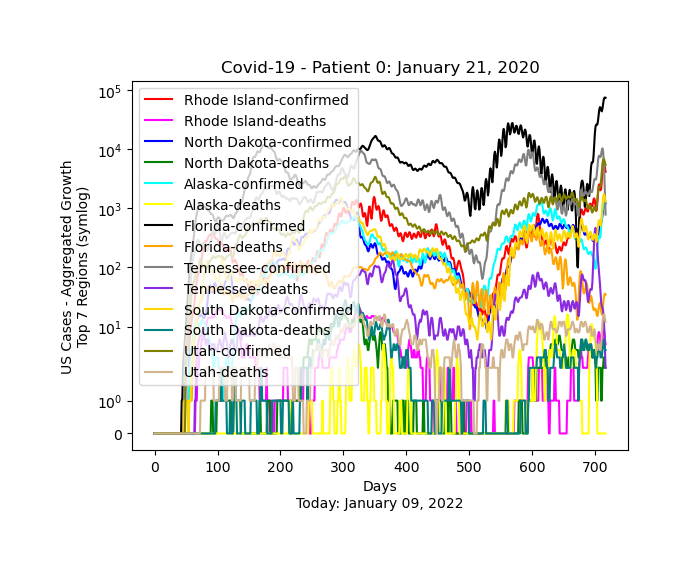 Covid-19 - Patient 0: January 21, 2020
US Cases - Aggregated Growth
Top 7 Regions (symlog)
10^5
10^4
10^3
10^2
10^1
10^0
0
Rhode Island-confirmed
Rhode Island-deaths
North Dakota-confirmed
North Dakota-deaths
Alaska-confirmed
Alaska-deaths
Florida-confirmed
Florida-deaths
Tennessee-confirmed
Tennessee-deaths
South Dakota-confirmed
South Dakota-deaths
Utah-confirmed
Utah-deaths
0 100 200 300 400 500 600 700
Days
Today: January 09, 2022